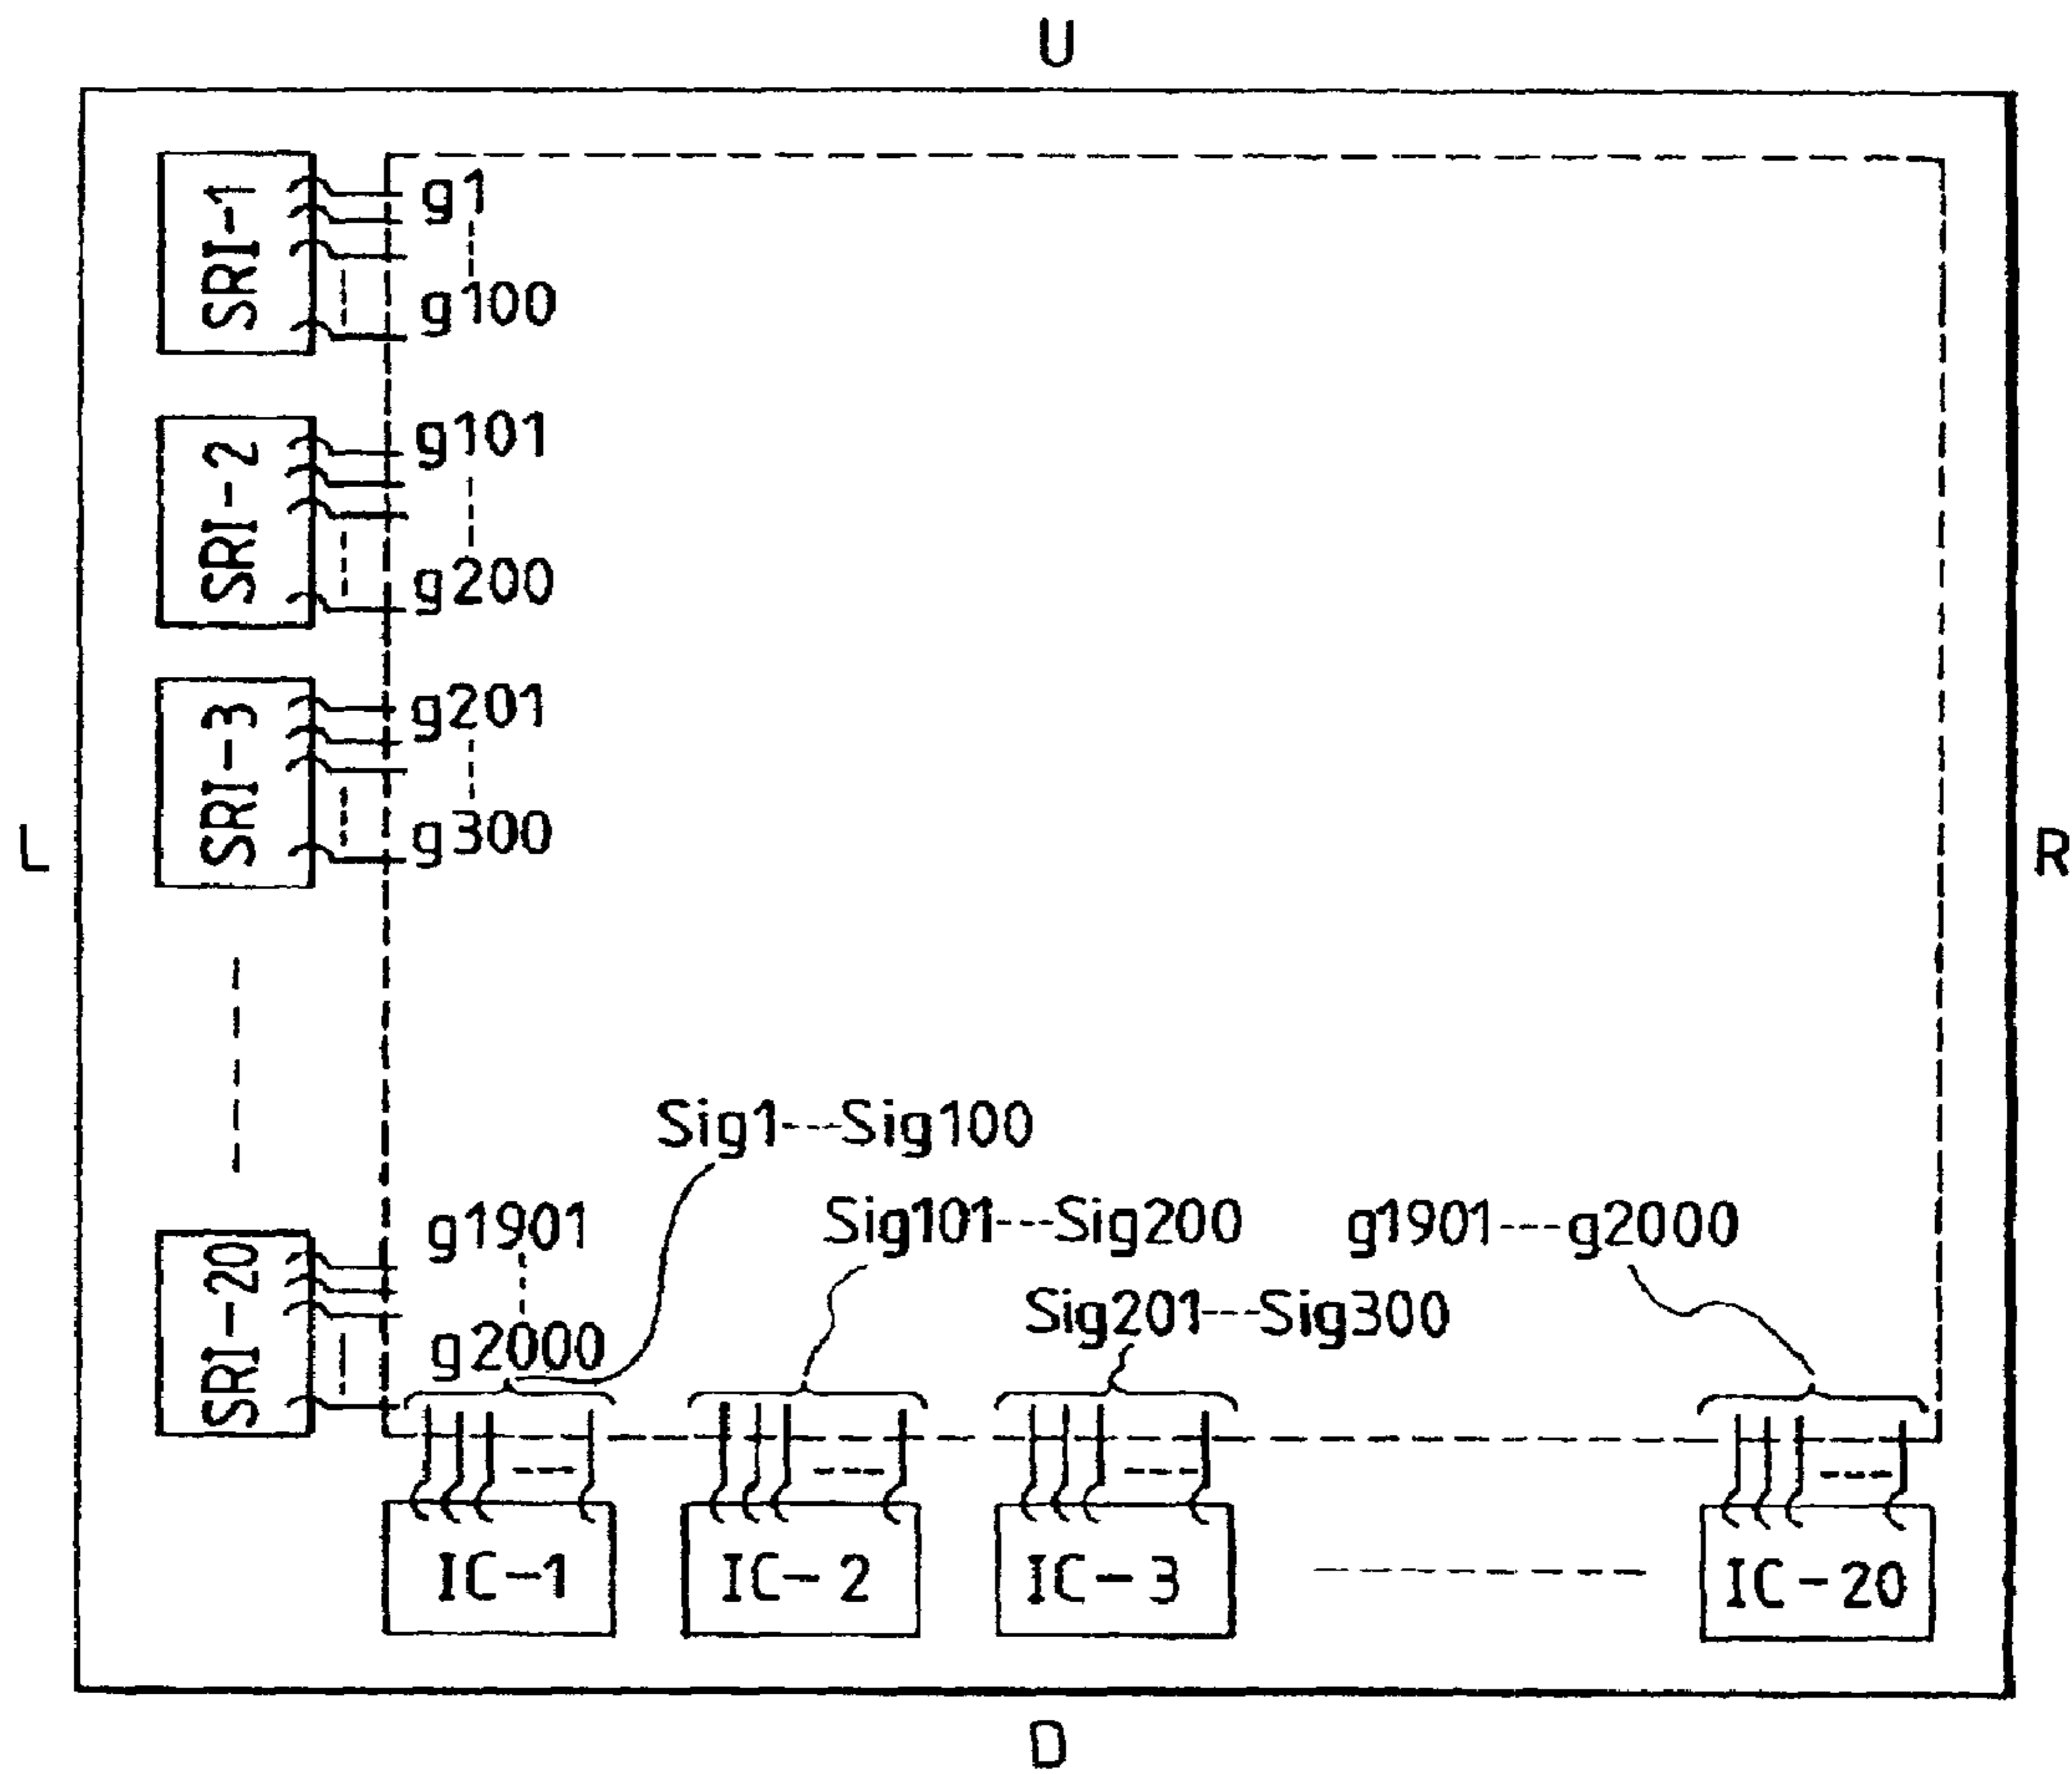 U
SRI-1
g1
g100
SRI-2
g101
g200
SRI-3
g201
g300
L
R
Sig1---Sig100
SRI-20
g1901
g2000
Sig101---Sig200
g1901---g2000
Sig201---Sig300
IC-1
IC-2
IC-3
IC-20
D